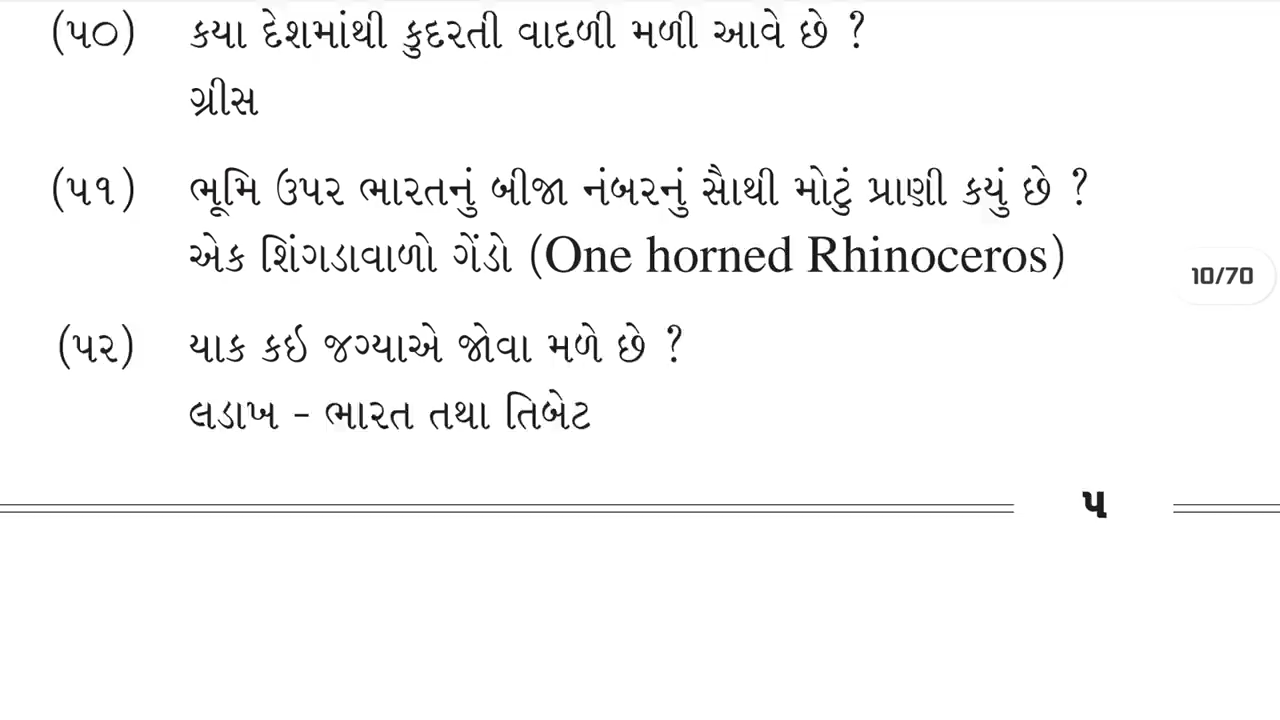 (૫૦) કયા દેશમાંથી કુદરતી વાદળી મળી આવે છે ?
ગ્રીસ
(૫૧) ભૂમિ ઉપર ભારતનું બીજા નંબરનું સૌથી મોટું પ્રાણી કયું છે ?
એક શિંગડાવાળો ગેંડો (One horned Rhinoceros)
10/70
(૫૨) યાક કઇ જગ્યાએ જોવા મળે છે ?
લડાખ - ભારત તથા તિબેટ
૫